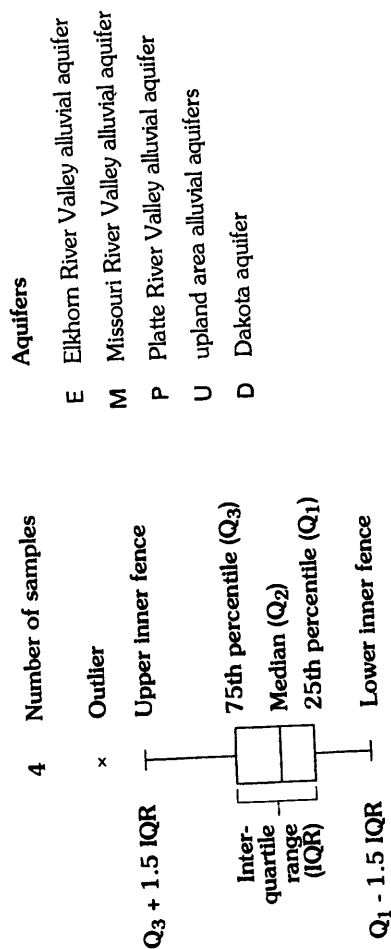 4 Number of samples
× Outlier
Q3 + 1.5 IQR Upper inner fence
75th percentile (Q3)
Inter-
quartile
range
(IQR)
Median (Q2)
25th percentile (Q1)
Q1 - 1.5 IQR Lower inner fence
Aquifers
E Elkhorn River Valley alluvial aquifer
M Missouri River Valley alluvial aquifer
P Platte River Valley alluvial aquifer
U upland area alluvial aquifers
D Dakota aquifer